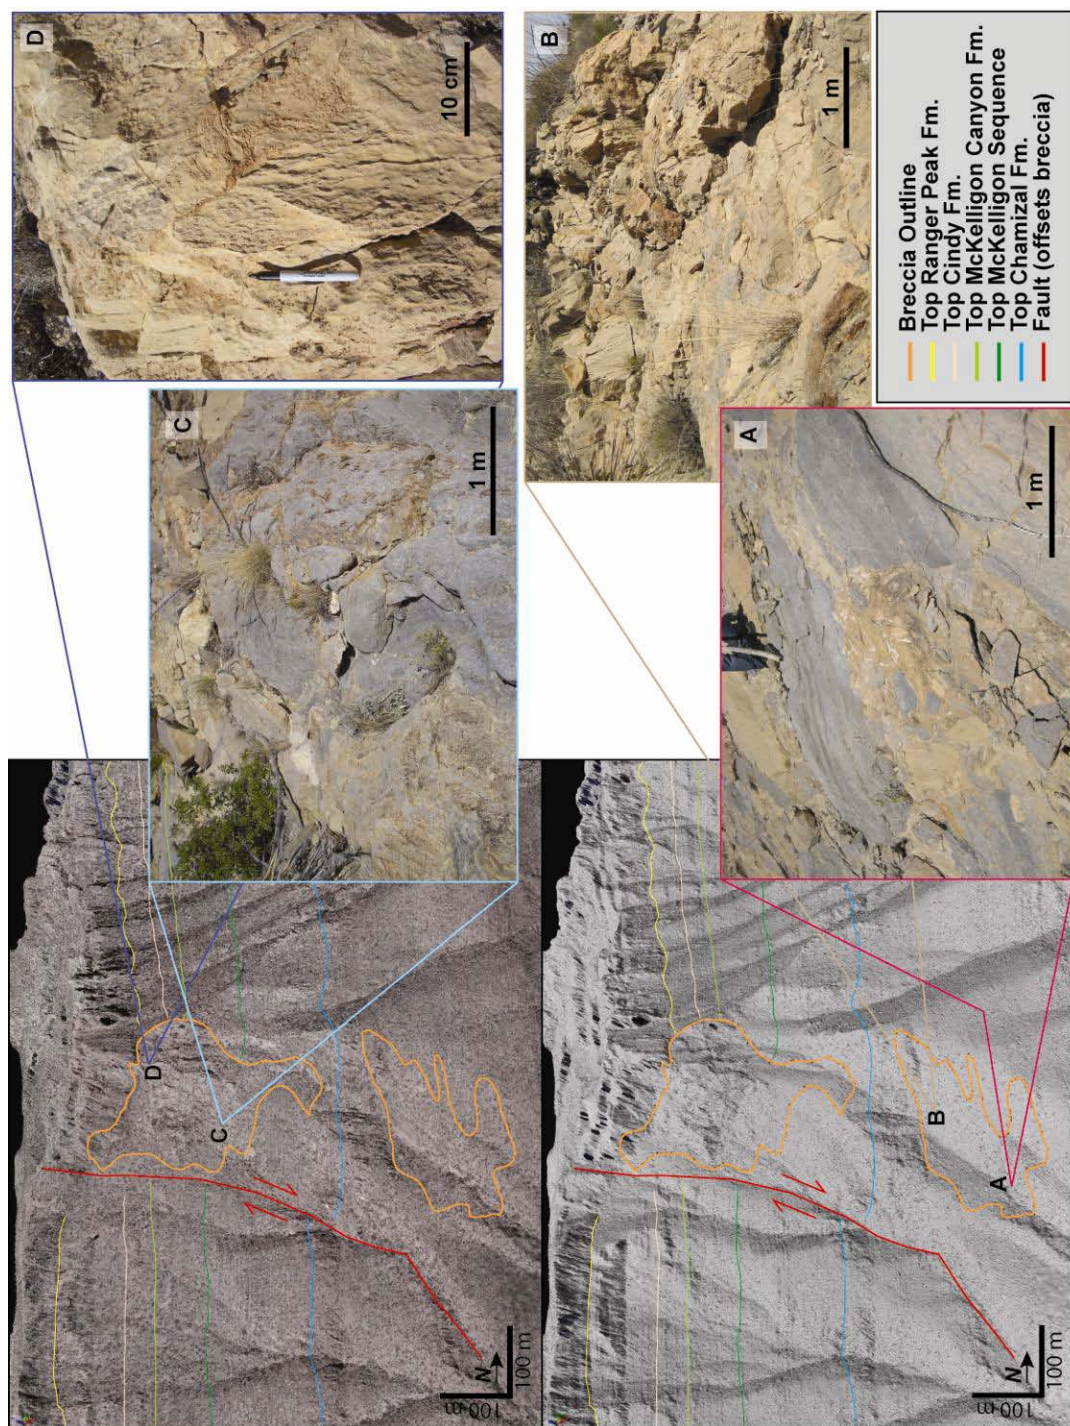 D
10 cm
B
1 m
C
1 m
A
1 m
Breccia Outline
Top Ranger Peak Fm.
Top Cindy Fm.
Top McKelligon Canyon Fm.
Top McKelligon Sequence
Top Chamizal Fm.
Fault (offsets breccia)
D
C
N
100 m
100 m
B
A
N
100 m
100 m